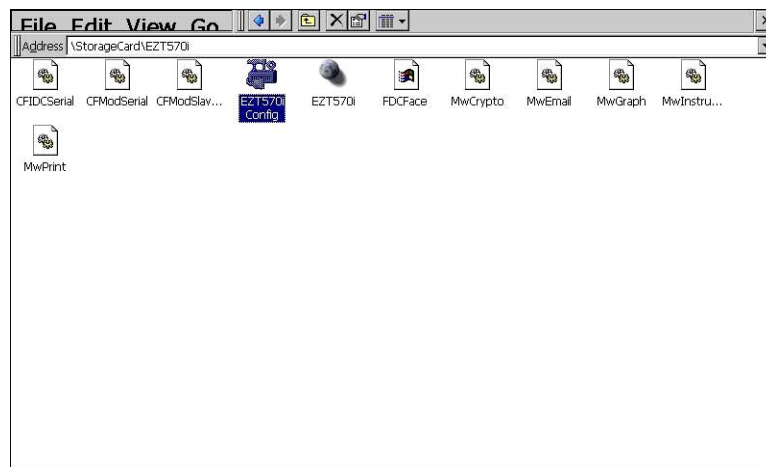 File Edit View Go
Address \StorageCard\EZT570i
CFIDCSerial CFModSerial CFModSlav... EZT570i EZT570i FDCFace MwCrypto MwEmail MwGraph MwInstru...
Config
MwPrint